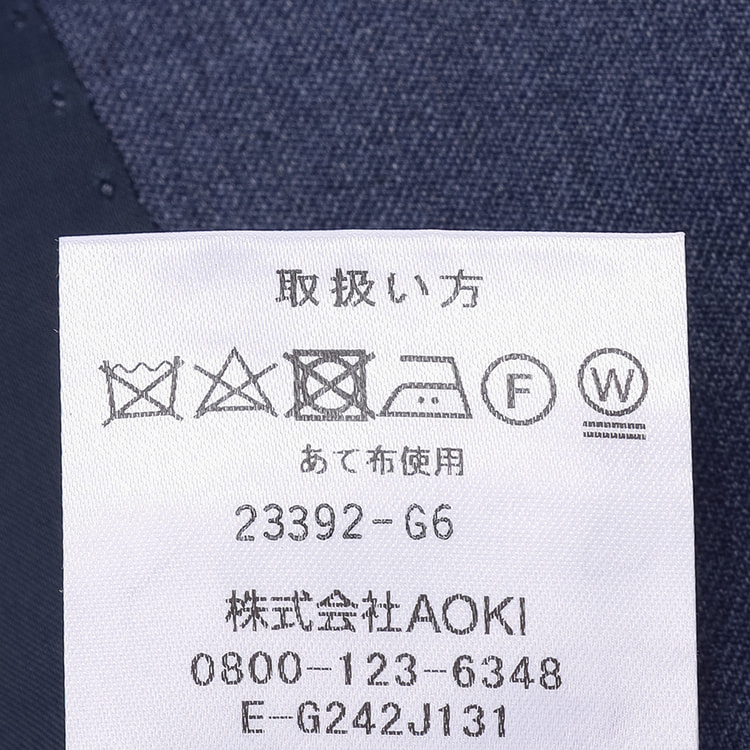 取扱い方
F W
あて布使用
23392-G6
株式会社AOKI
0800-123-6348
E-G242J131